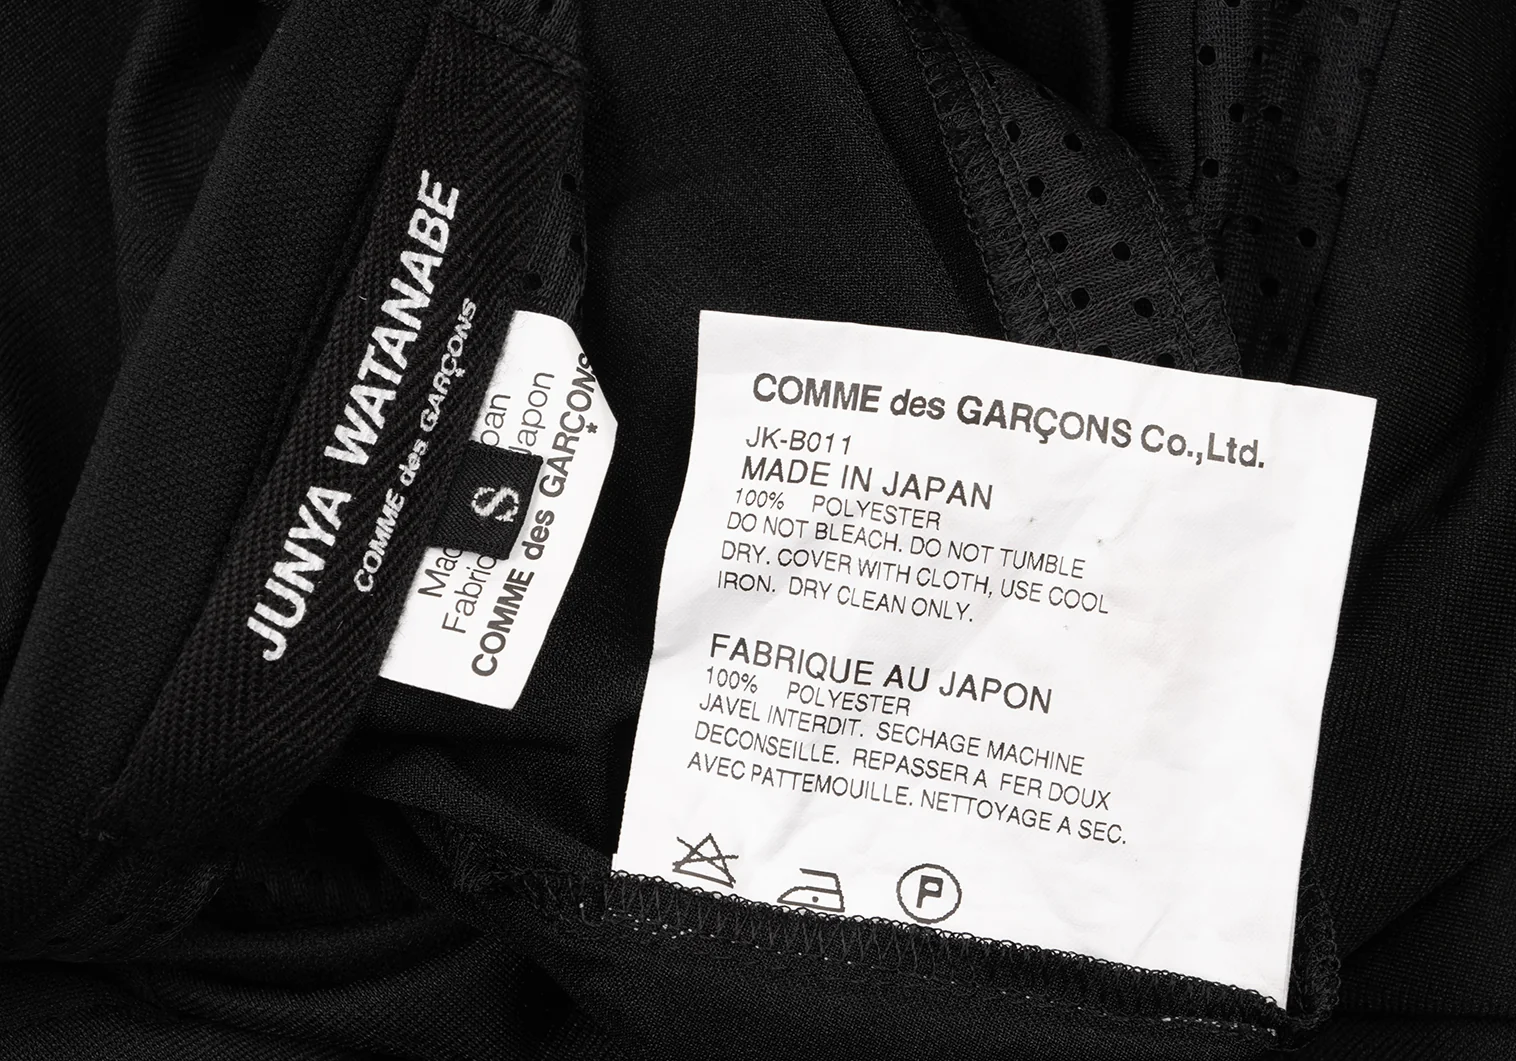 JUNYA WATANABE
COMME des GARÇONS
S
Japon
COMME des GARÇONS
*
COMME des GARÇONS Co.,Ltd.
JK-B011
MADE IN JAPAN
100% POLYESTER
DO NOT BLEACH. DO NOT TUMBLE
DRY. COVER WITH CLOTH, USE COOL
IRON. DRY CLEAN ONLY.
FABRIQUE AU JAPON
100% POLYESTER
JAVEL INTERDIT. SECHAGE MACHINE
DECONSEILLE. REPASSER A FER DOUX
AVEC PATTEMOUILLE. NETTOYAGE A SEC.
P